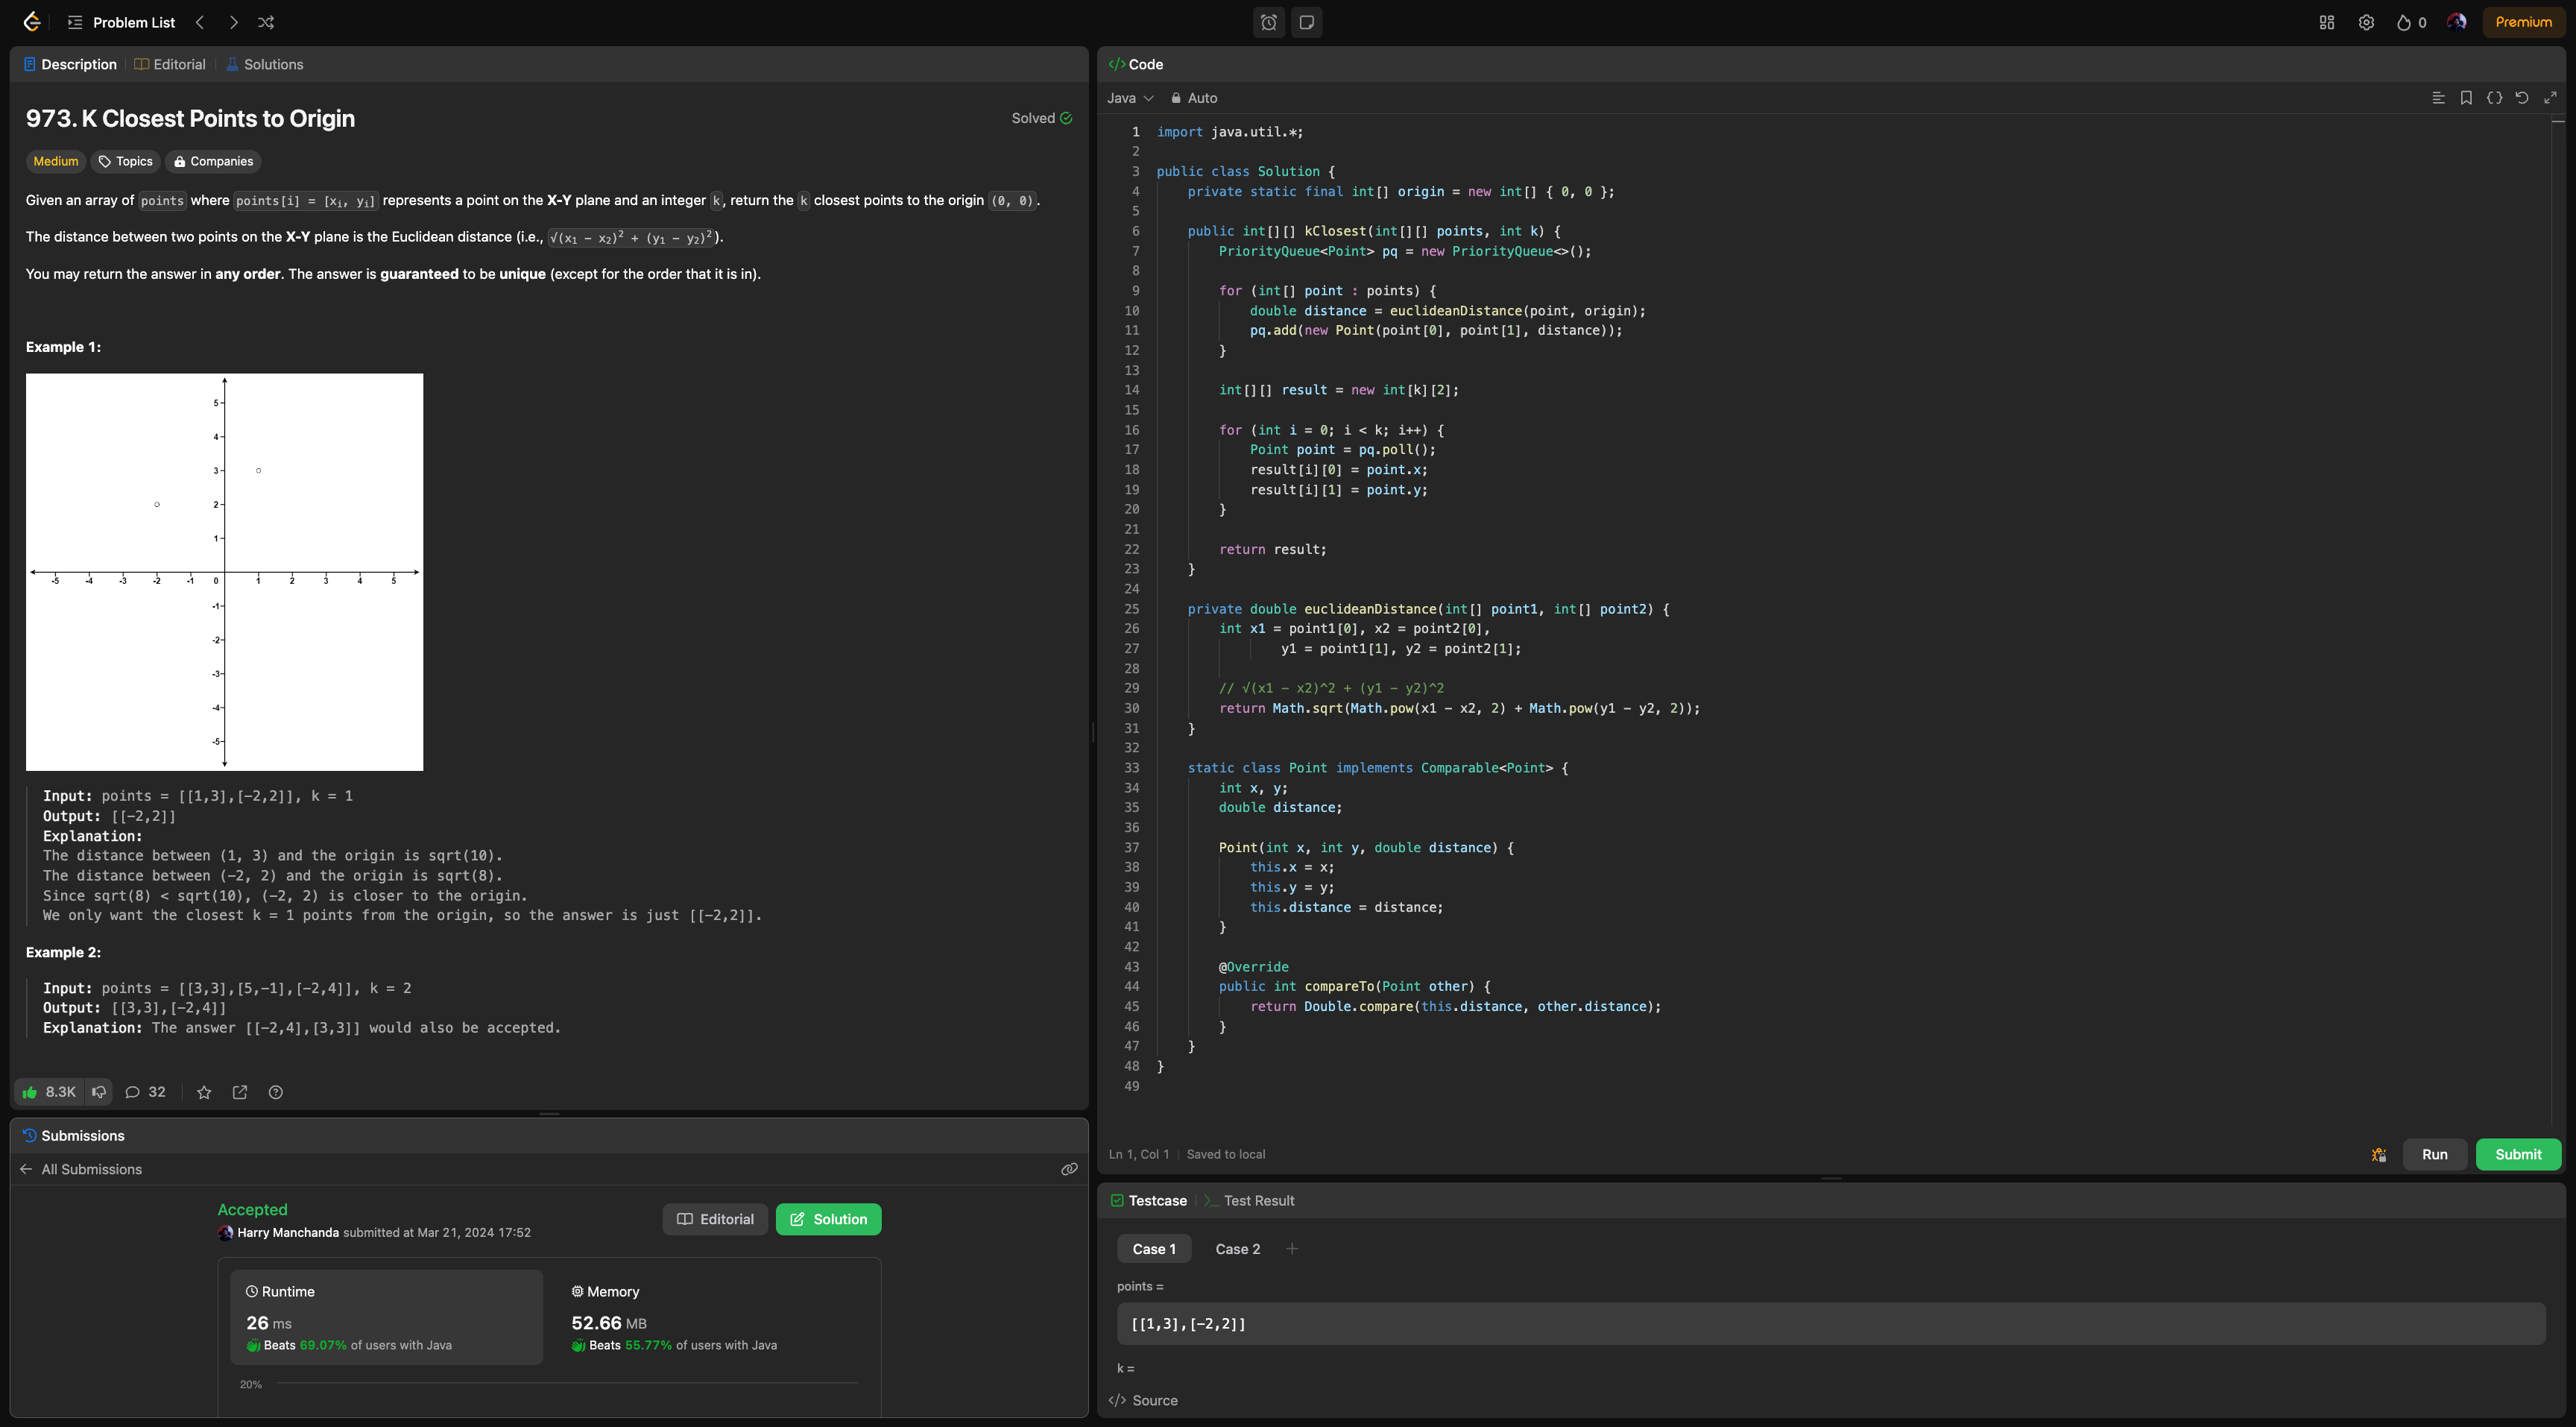 Problem List
0
Premium
Description
Editorial
Solutions
973. K Closest Points to Origin
Solved
Medium
Topics
Companies
Given an array of points where points[i] = [xᵢ, yᵢ] represents a point on the X-Y plane and an integer k, return the k closest points to the origin (0, 0).
The distance between two points on the X-Y plane is the Euclidean distance (i.e., √(x₁ - x₂)² + (y₁ - y₂)²).
You may return the answer in any order. The answer is guaranteed to be unique (except for the order that it is in).
Example 1:
5
4
3
2
1
-5 -4 -3 -2 -1 0 1 2 3 4 5
-1
-2
-3
-4
-5
Input: points = [[1,3],[-2,2]], k = 1
Output: [[-2,2]]
Explanation:
The distance between (1, 3) and the origin is sqrt(10).
The distance between (-2, 2) and the origin is sqrt(8).
Since sqrt(8) < sqrt(10), (-2, 2) is closer to the origin.
We only want the closest k = 1 points from the origin, so the answer is just [[-2,2]].
Example 2:
Input: points = [[3,3],[5,-1],[-2,4]], k = 2
Output: [[3,3],[-2,4]]
Explanation: The answer [[-2,4],[3,3]] would also be accepted.
8.3K
32
Submissions
All Submissions
Accepted
Harry Manchanda submitted at Mar 21, 2024 17:52
Editorial
Solution
Runtime
26 ms
Beats 69.07% of users with Java
Memory
52.66 MB
Beats 55.77% of users with Java
20%
</> Code
Java
Auto
1 import java.util.*;
2
3 public class Solution {
4     private static final int[] origin = new int[] { 0, 0 };
5
6     public int[][] kClosest(int[][] points, int k) {
7         PriorityQueue<Point> pq = new PriorityQueue<>();
8
9         for (int[] point : points) {
10             double distance = euclideanDistance(point, origin);
11             pq.add(new Point(point[0], point[1], distance));
12         }
13
14         int[][] result = new int[k][2];
15
16         for (int i = 0; i < k; i++) {
17             Point point = pq.poll();
18             result[i][0] = point.x;
19             result[i][1] = point.y;
20         }
21
22         return result;
23     }
24
25     private double euclideanDistance(int[] point1, int[] point2) {
26         int x1 = point1[0], x2 = point2[0],
27                 y1 = point1[1], y2 = point2[1];
28
29         // √(x1 - x2)^2 + (y1 - y2)^2
30         return Math.sqrt(Math.pow(x1 - x2, 2) + Math.pow(y1 - y2, 2));
31     }
32
33     static class Point implements Comparable<Point> {
34         int x, y;
35         double distance;
36
37         Point(int x, int y, double distance) {
38             this.x = x;
39             this.y = y;
40             this.distance = distance;
41         }
42
43         @Override
44         public int compareTo(Point other) {
45             return Double.compare(this.distance, other.distance);
46         }
47     }
48 }
49
Ln 1, Col 1
Saved to local
Run
Submit
Testcase
Test Result
Case 1
Case 2
points =
[[1,3],[-2,2]]
k =
</> Source